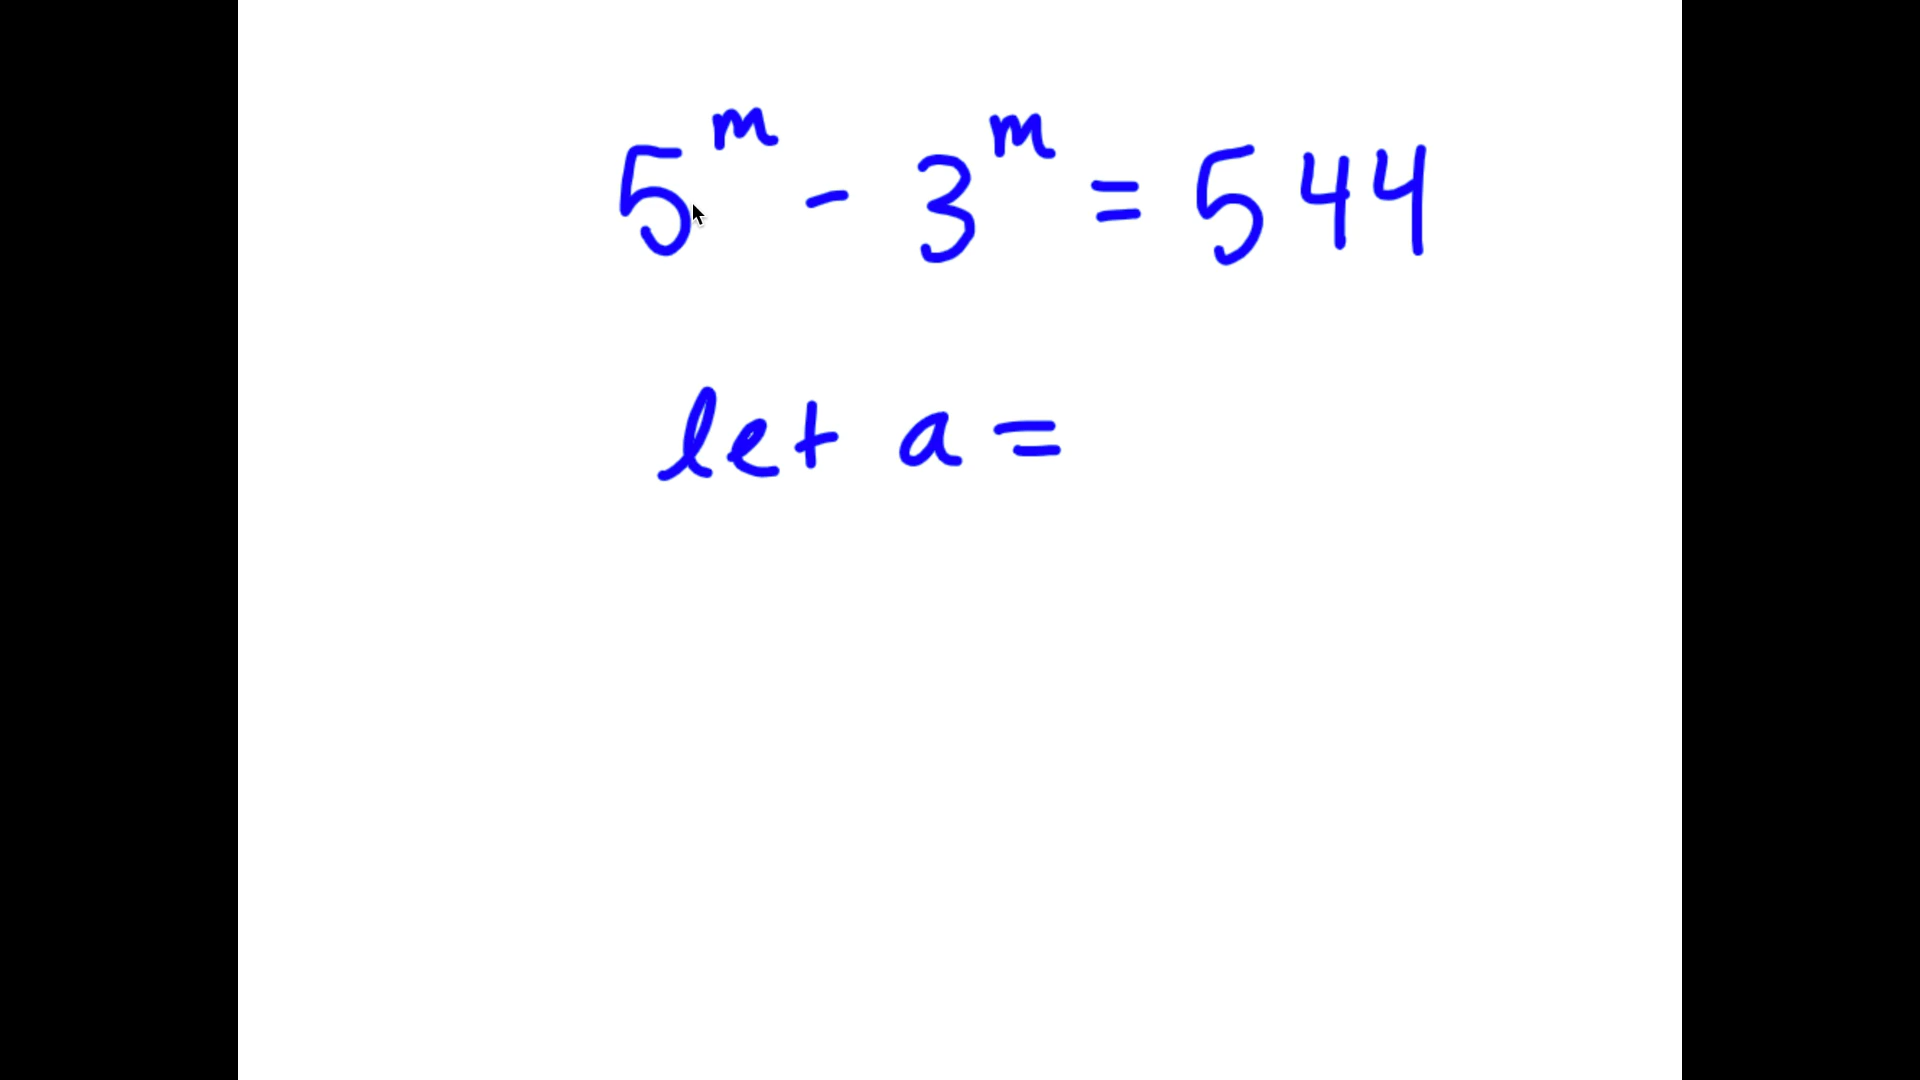 5^m - 3^m = 544
let a =